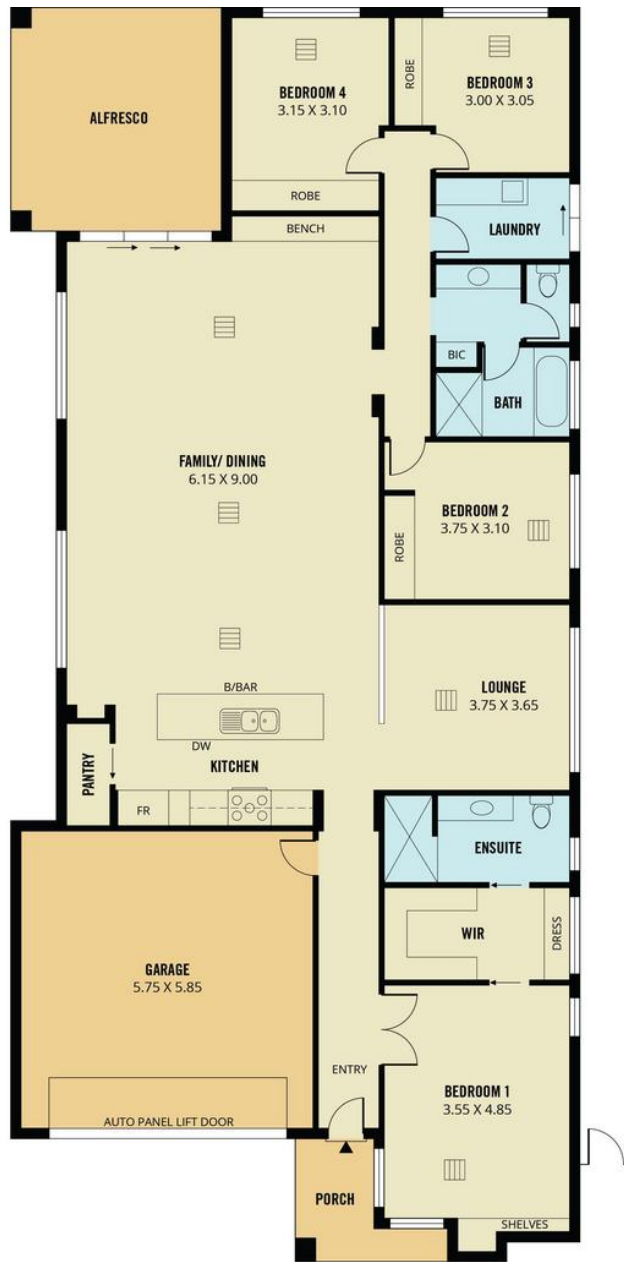 ALFRESCO
BEDROOM 4
3.15 X 3.10
ROBE
ROBE
BEDROOM 3
3.00 X 3.05
BENCH
LAUNDRY
BIC
BATH
FAMILY/ DINING
6.15 X 9.00
BEDROOM 2
3.75 X 3.10
ROBE
LOUNGE
3.75 X 3.65
B/BAR
DW
KITCHEN
PANTRY
FR
ENSUITE
WIR
DRESS
GARAGE
5.75 X 5.85
AUTO PANEL LIFT DOOR
ENTRY
BEDROOM 1
3.55 X 4.85
PORCH
SHELVES